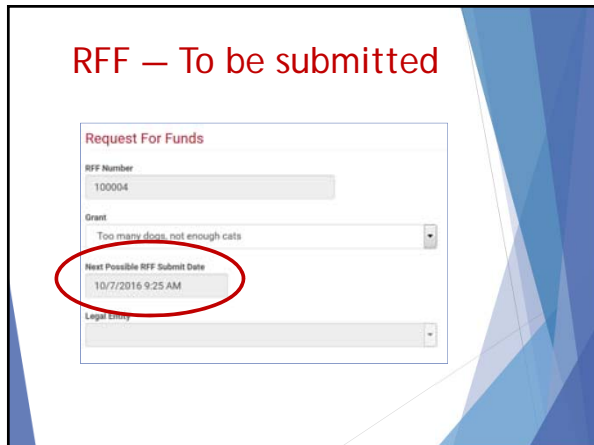 RFF — To be submitted
Request For Funds
RFF Number
100004
Grant
Too many dogs, not enough cats
Next Possible RFF Submit Date
10/7/2016 9:25 AM
Legal Entity